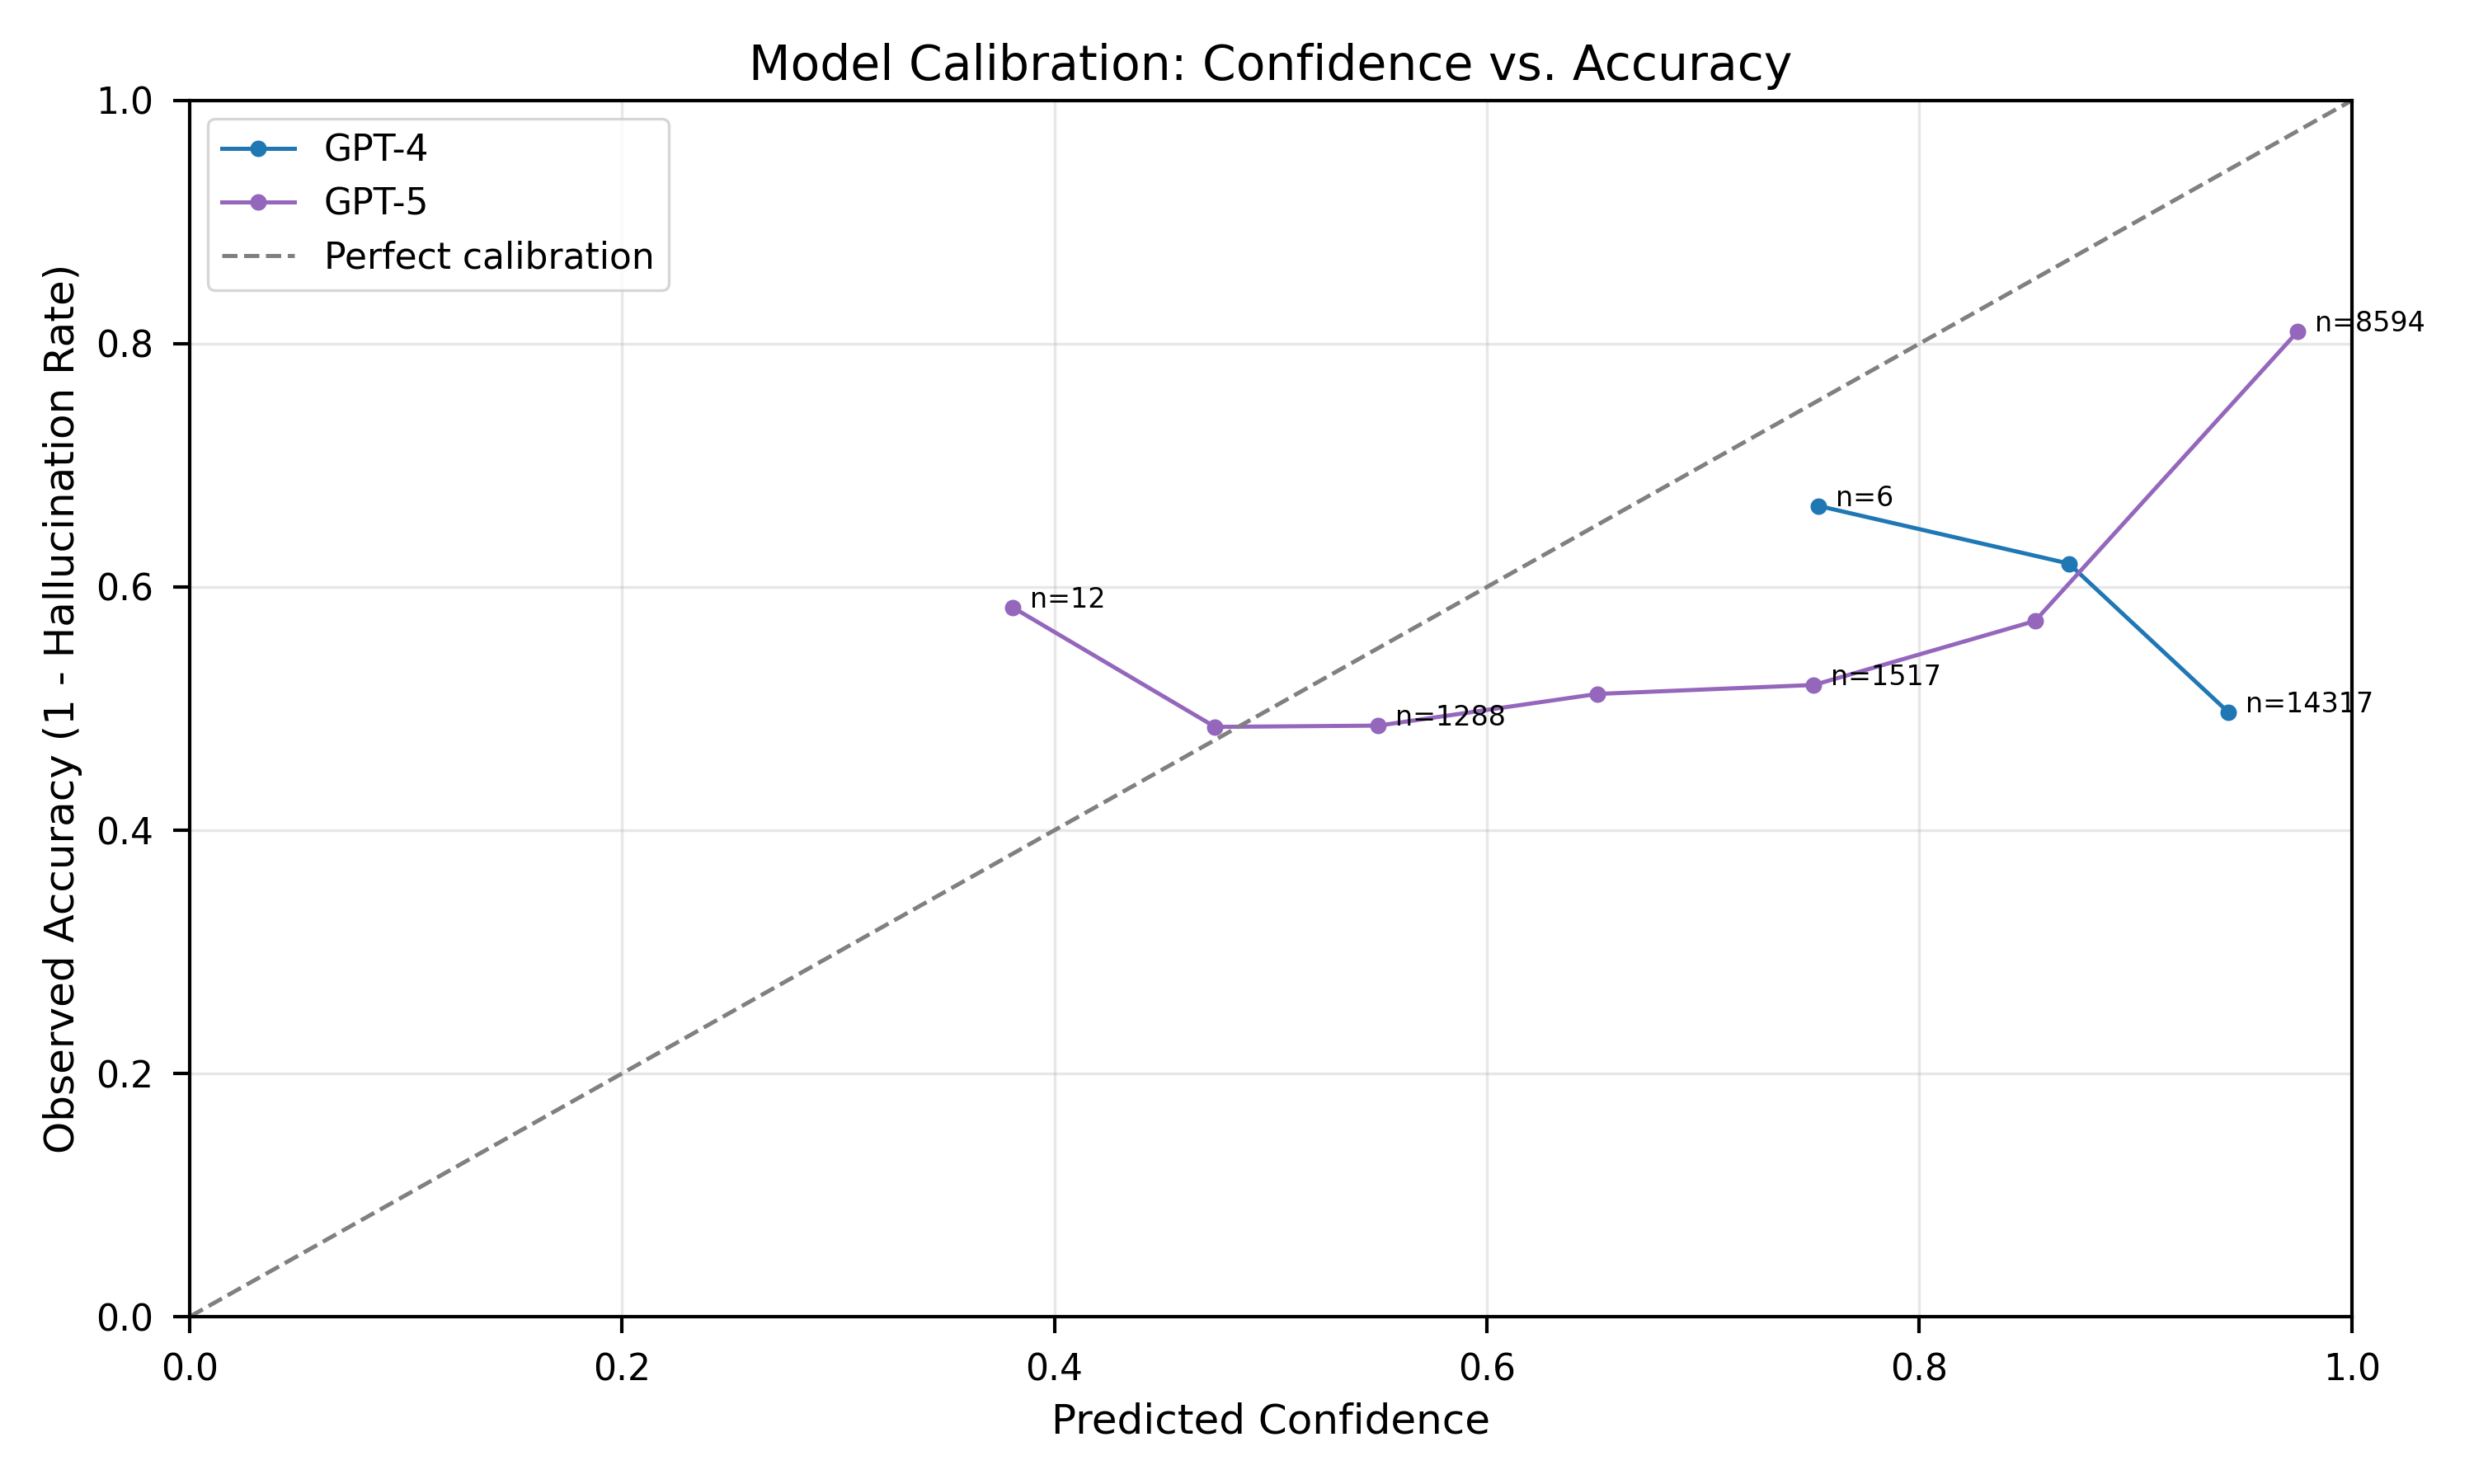 Model Calibration: Confidence vs. Accuracy
1.0
0.8
0.6
0.4
0.2
0.0
Observed Accuracy (1 - Hallucination Rate)
GPT-4
GPT-5
Perfect calibration
n=8594
n=6
n=12
n=1517
n=14317
n=1288
0.0
0.2
0.4
0.6
0.8
1.0
Predicted Confidence